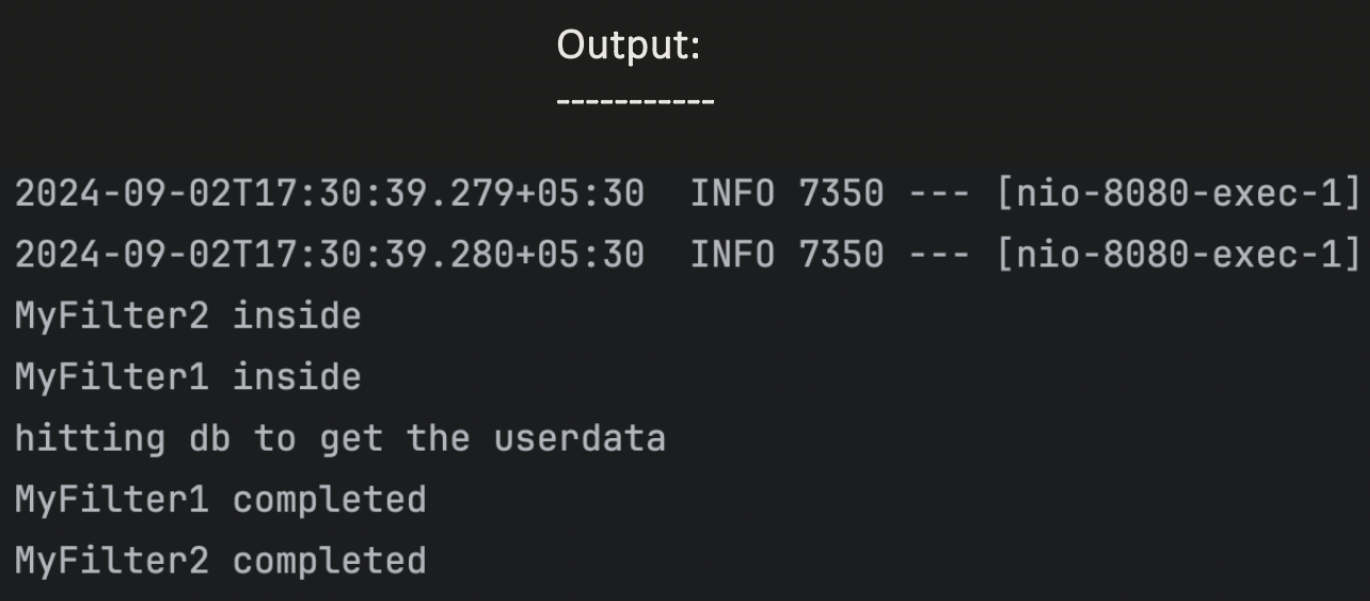 Output:
-----------
2024-09-02T17:30:39.279+05:30  INFO 7350 --- [nio-8080-exec-1]
2024-09-02T17:30:39.280+05:30  INFO 7350 --- [nio-8080-exec-1]
MyFilter2 inside
MyFilter1 inside
hitting db to get the userdata
MyFilter1 completed
MyFilter2 completed